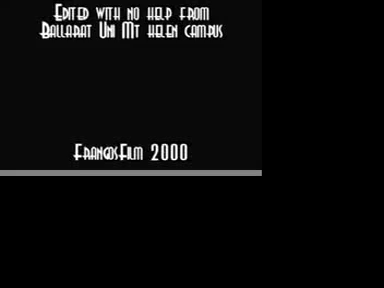 Edited with no help from
Ballarat Uni Mt helen campus
FrangosFilm 2000